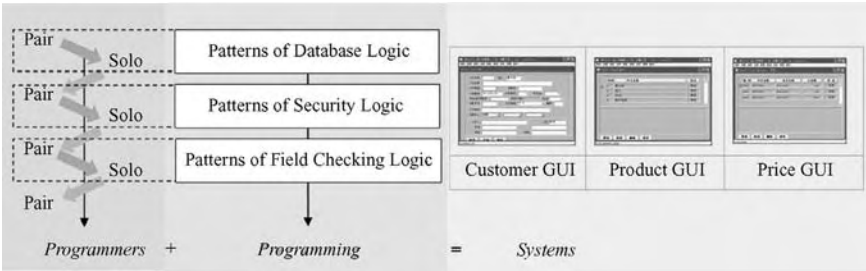 Pair
Solo
Patterns of Database Logic
Pair
Solo
Patterns of Security Logic
Pair
Solo
Patterns of Field Checking Logic
Pair
Customer GUI
Product GUI
Price GUI
Programmers + Programming = Systems